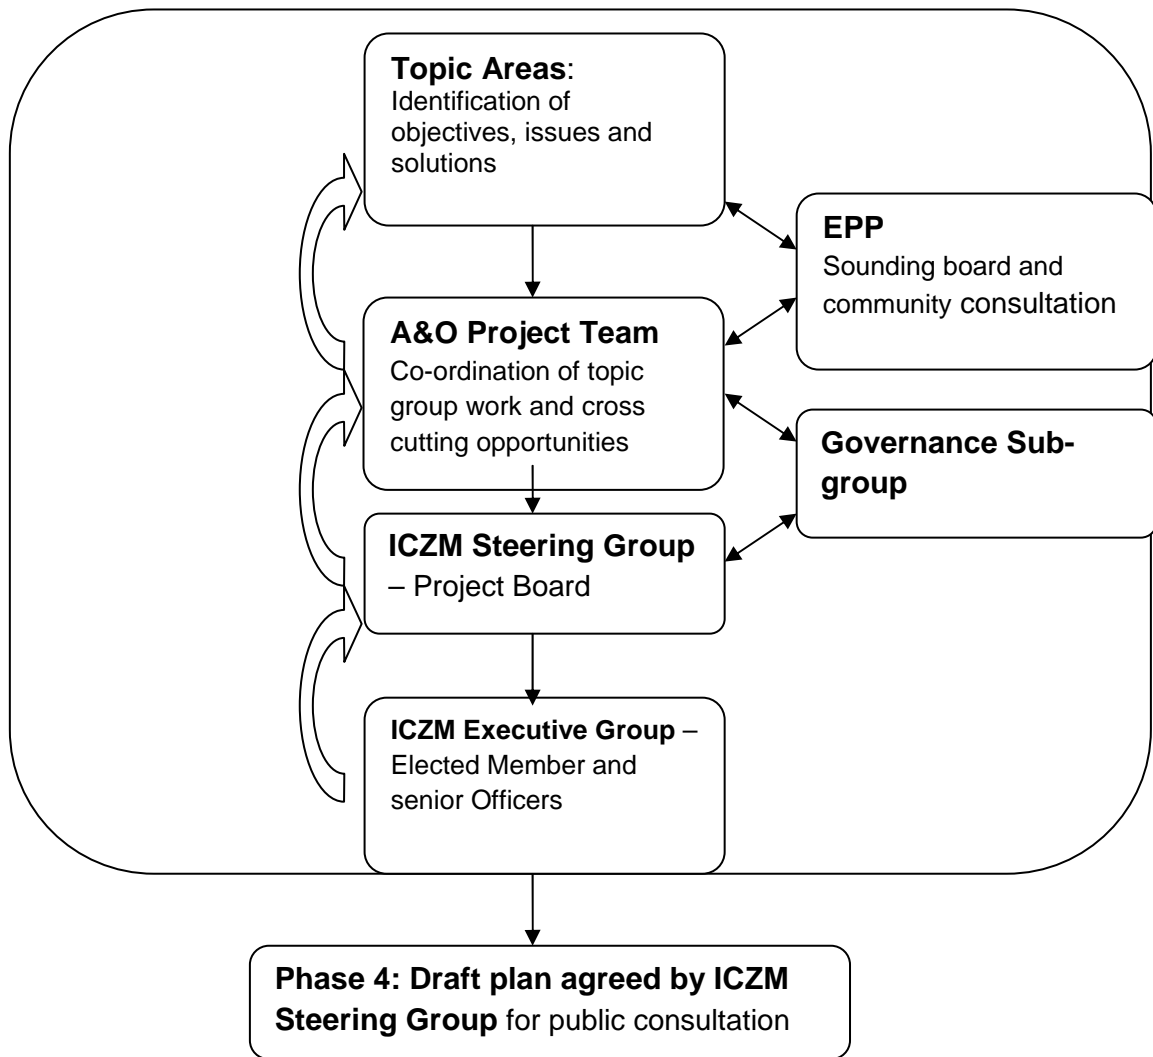 Topic Areas:
Identification of
objectives, issues and
solutions
EPP
Sounding board and
community consultation
A&O Project Team
Co-ordination of topic
group work and cross
cutting opportunities
Governance Sub-
group
ICZM Steering Group
– Project Board
ICZM Executive Group –
Elected Member and
senior Officers
Phase 4: Draft plan agreed by ICZM
Steering Group for public consultation